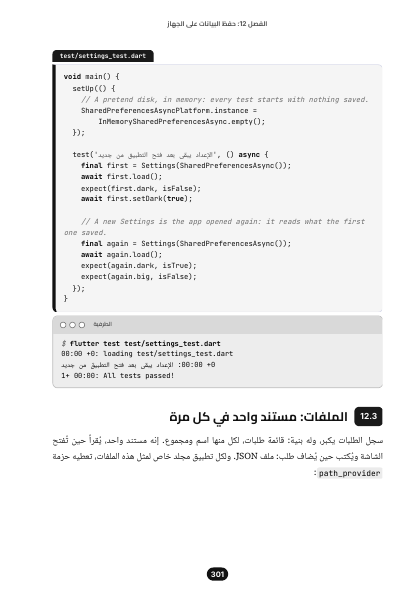 الفصل 12: حفظ البيانات على الجهاز
test/settings_test.dart
void main() {
  setUp(() {
    // A pretend disk, in memory: every test starts with nothing saved.
    SharedPreferencesAsyncPlatform.instance =
        InMemorySharedPreferencesAsync.empty();
  });
  test('الإعداد يبقى بعد فتح التطبيق من جديد', () async {
    final first = Settings(SharedPreferencesAsync());
    await first.load();
    expect(first.dark, isFalse);
    await first.setDark(true);
    // A new Settings is the app opened again: it reads what the first
one saved.
    final again = Settings(SharedPreferencesAsync());
    await again.load();
    expect(again.dark, isTrue);
    expect(again.big, isFalse);
  });
}
الطرفية
$ flutter test test/settings_test.dart
00:00 +0: loading test/settings_test.dart
00:00 +0: الإعداد يبقى بعد فتح التطبيق من جديد
00:00 +1: All tests passed!
12.3 الملفات: مستند واحد في كل مرة
سجل الطلبات يكبر، وله بنية: قائمة طلبات، لكل منها اسم ومجموع. إنه مستند واحد، يُقرأ حين تُفتح
الشاشة ويُكتب حين يُضاف طلب: ملف JSON. ولكل تطبيق مجلد خاص لمثل هذه الملفات، تعطيه حزمة
path_provider:
301